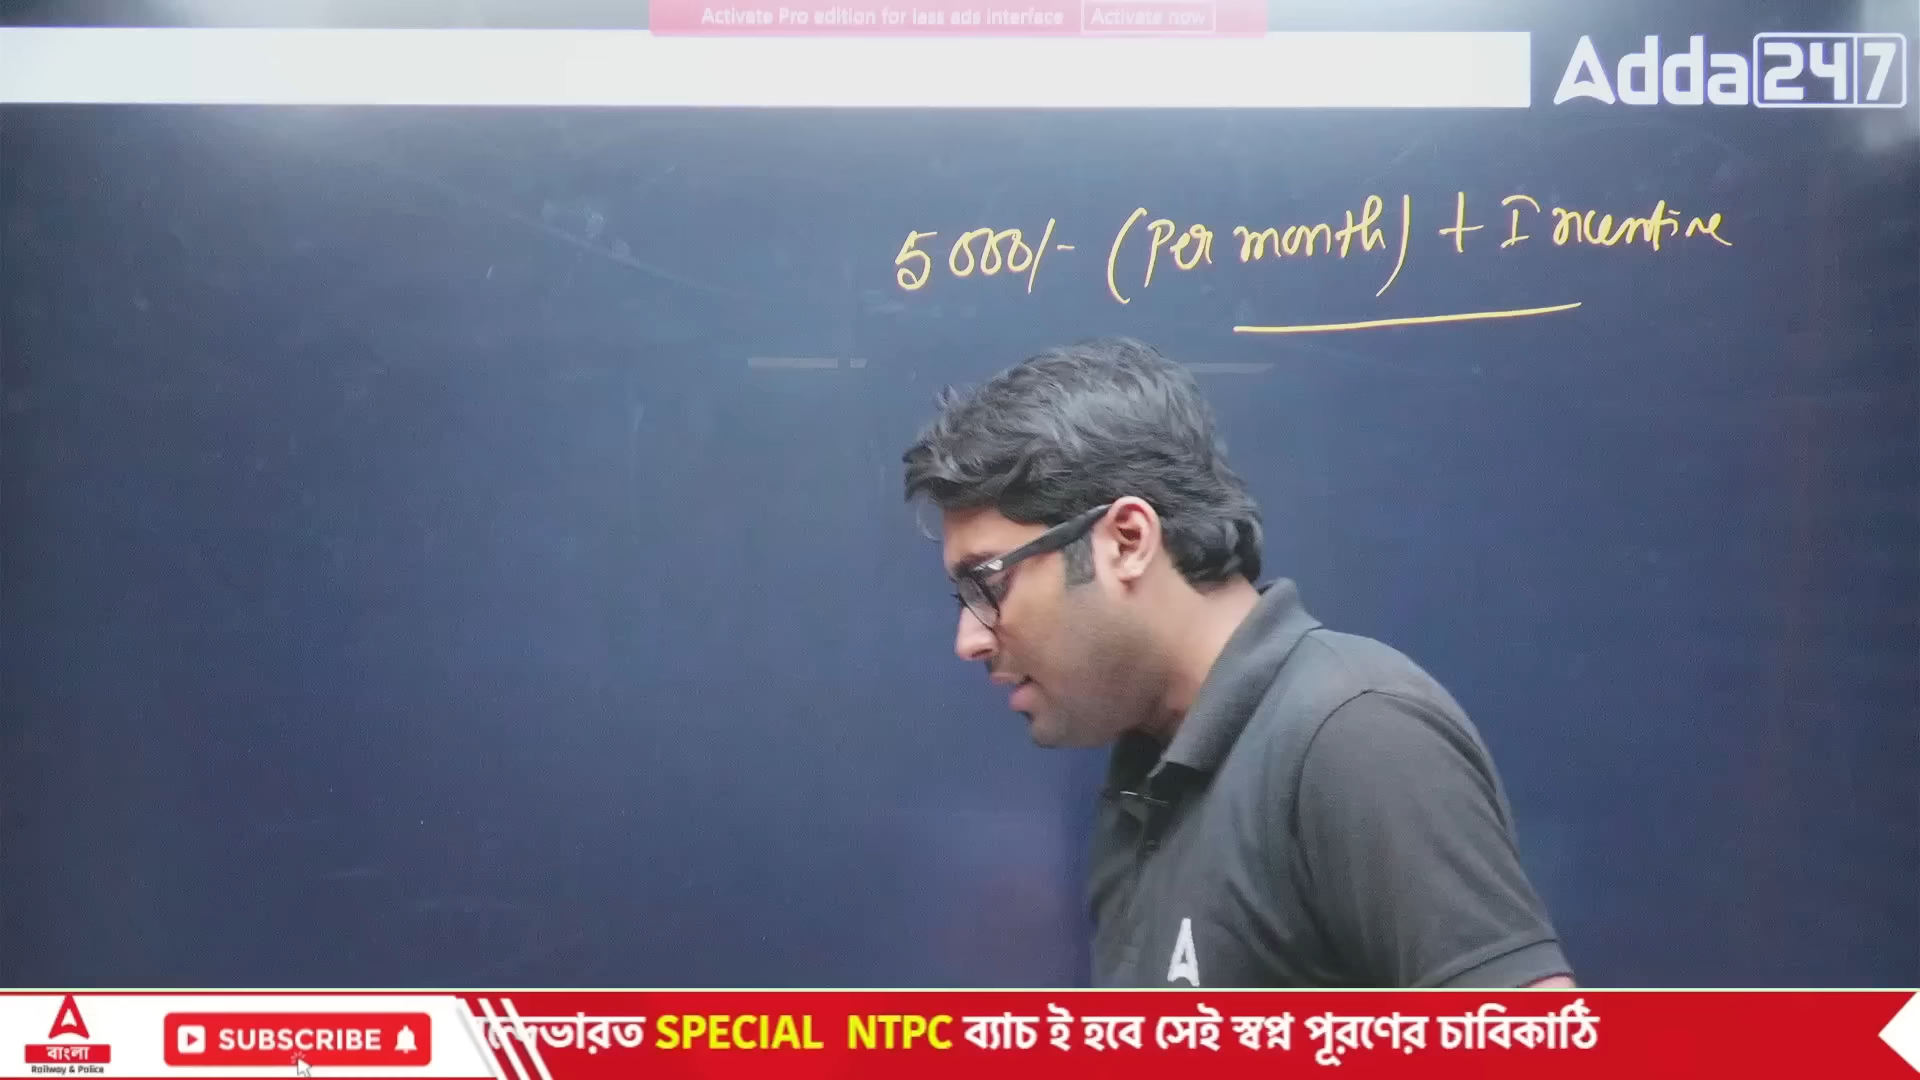 Activate Pro edition for less ads interface Activate now
Adda247
5000/- (Per month) + Incentive
বাংলা
Railway & Police
SUBSCRIBE
ভারত SPECIAL NTPC ব্যাচ ই হবে সেই স্বপ্ন পূরণের চাবিকাঠি